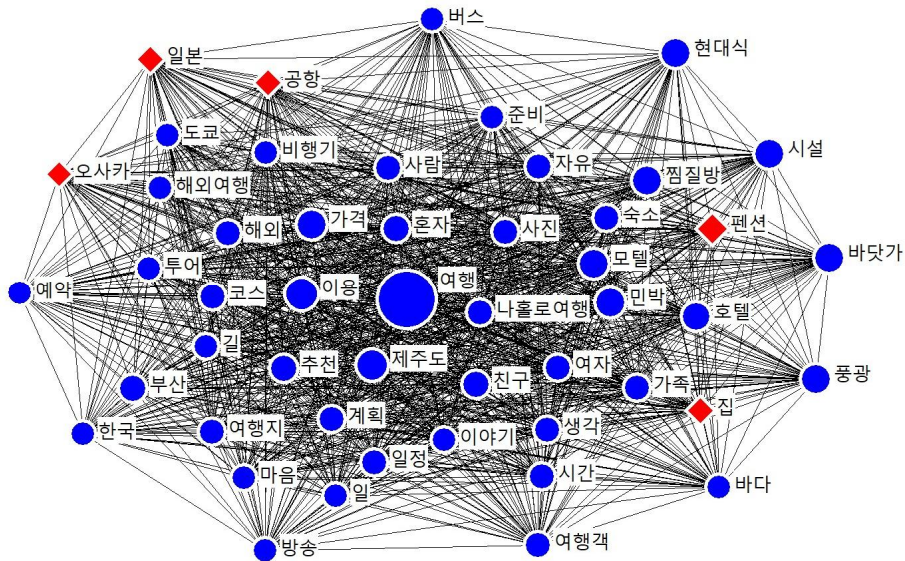 버스
현대식
일본
공항
준비
도쿄
비행기
사람
자유
시설
오사카
해외여행
찜질방
해외
가격
혼자
사진
숙소
펜션
투어
모텔
바닷가
예약
코스
이용
여행
나홀로여행
민박
호텔
길
추천
제주도
친구
여자
가족
풍광
부산
집
한국
여행지
계획
이야기
생각
마음
일정
일
시간
바다
방송
여행객